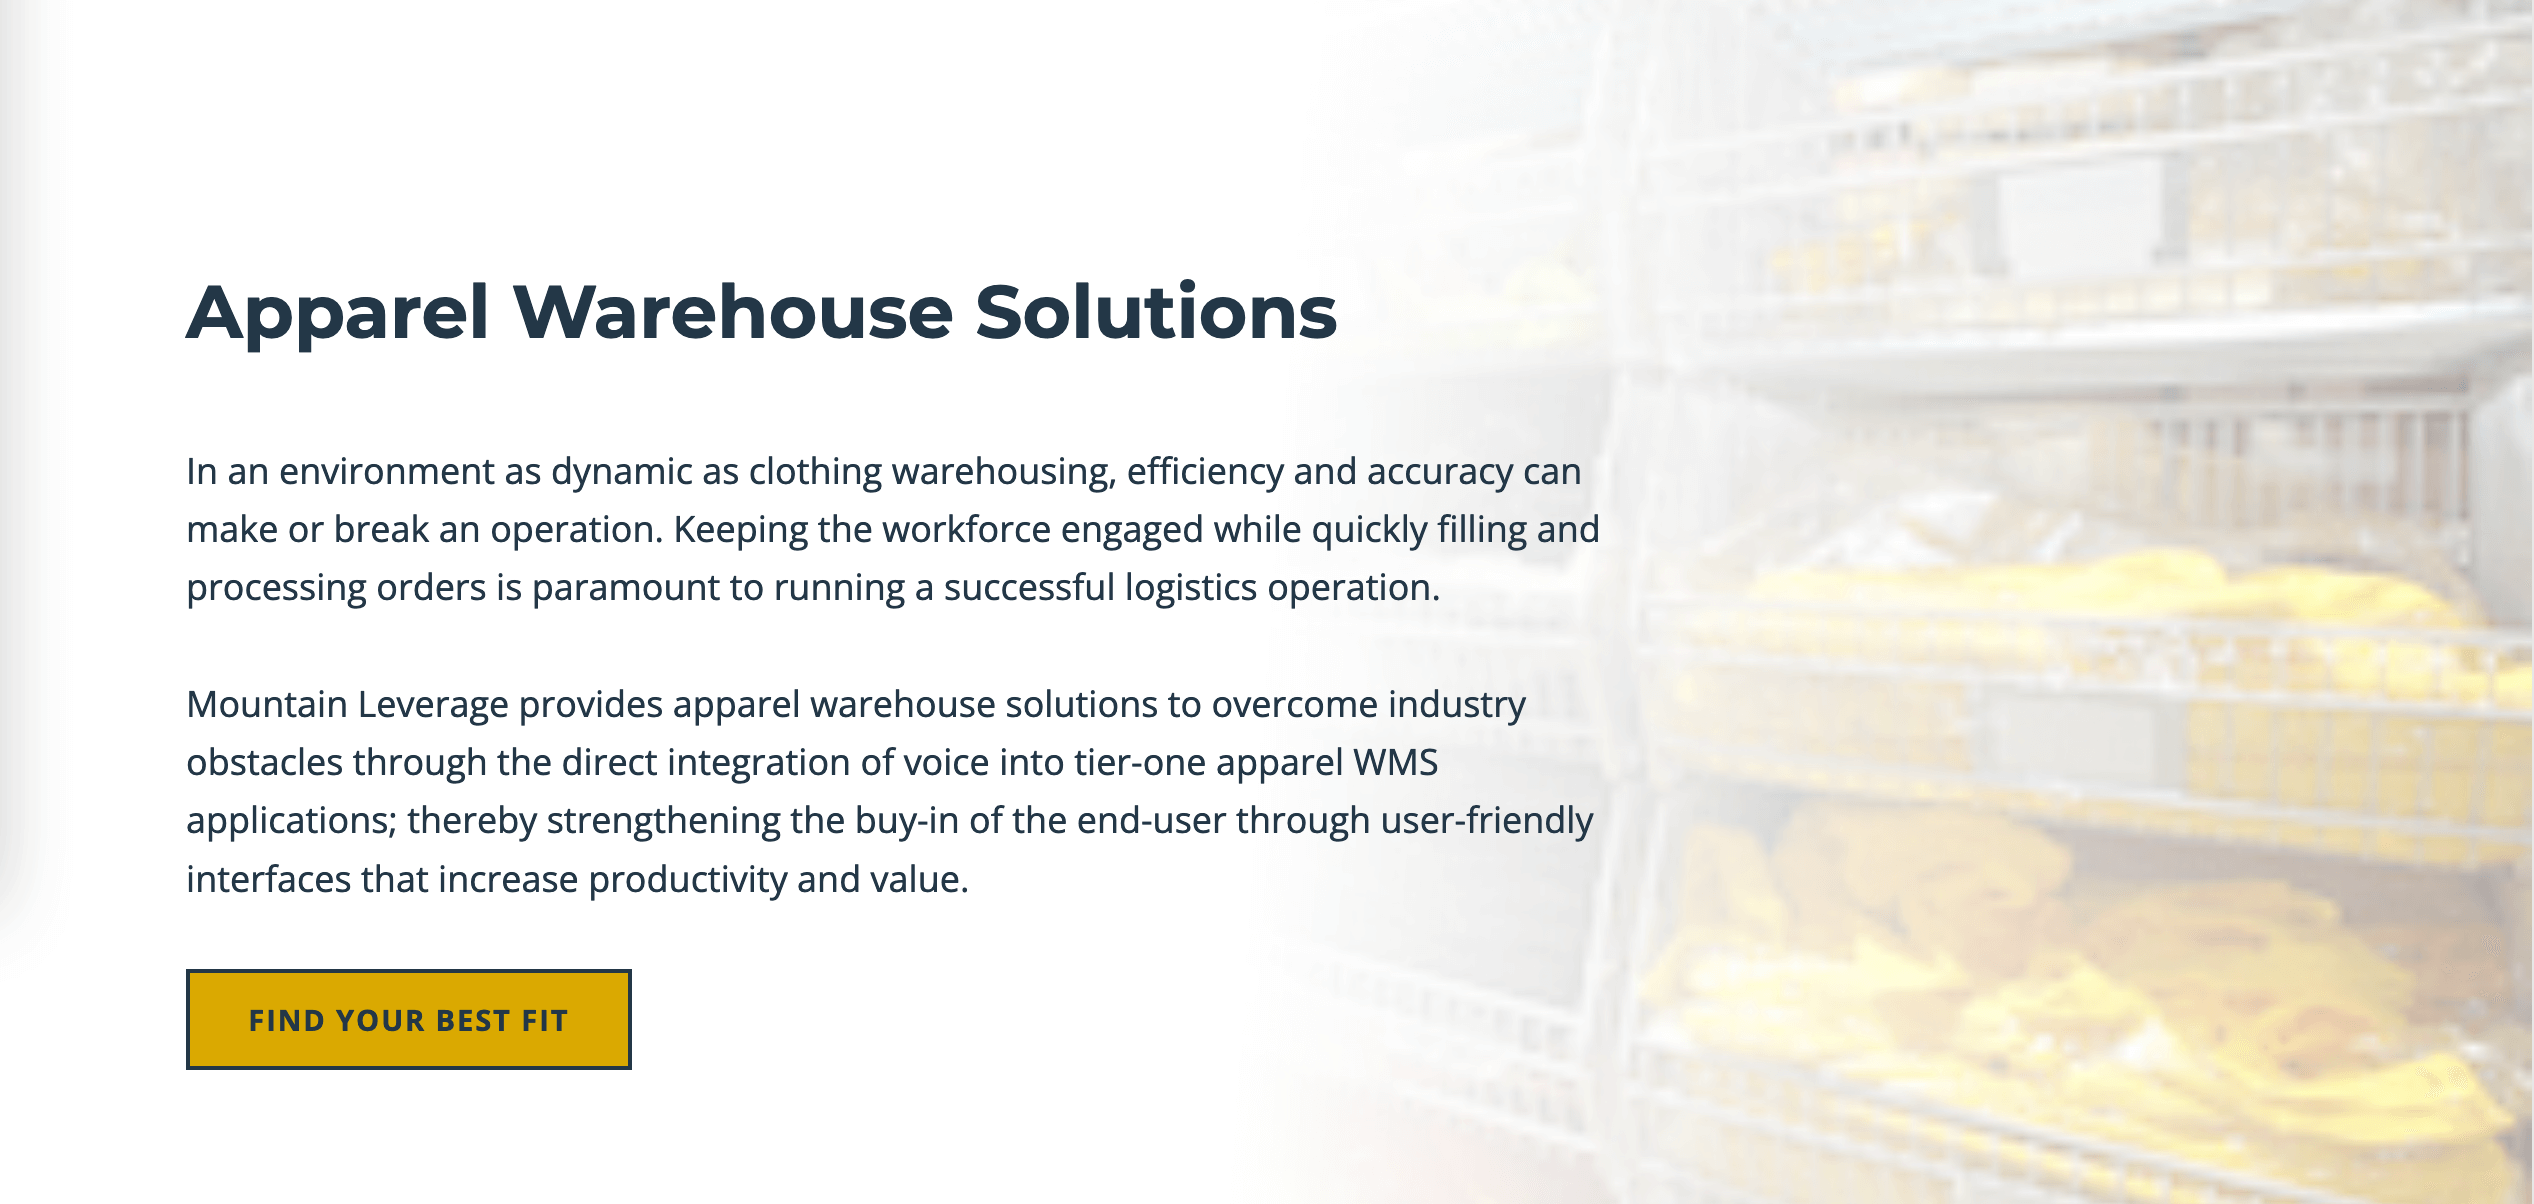 Apparel Warehouse Solutions
In an environment as dynamic as clothing warehousing, efficiency and accuracy can
make or break an operation. Keeping the workforce engaged while quickly filling and
processing orders is paramount to running a successful logistics operation.
Mountain Leverage provides apparel warehouse solutions to overcome industry
obstacles through the direct integration of voice into tier-one apparel WMS
applications; thereby strengthening the buy-in of the end-user through user-friendly
interfaces that increase productivity and value.
FIND YOUR BEST FIT